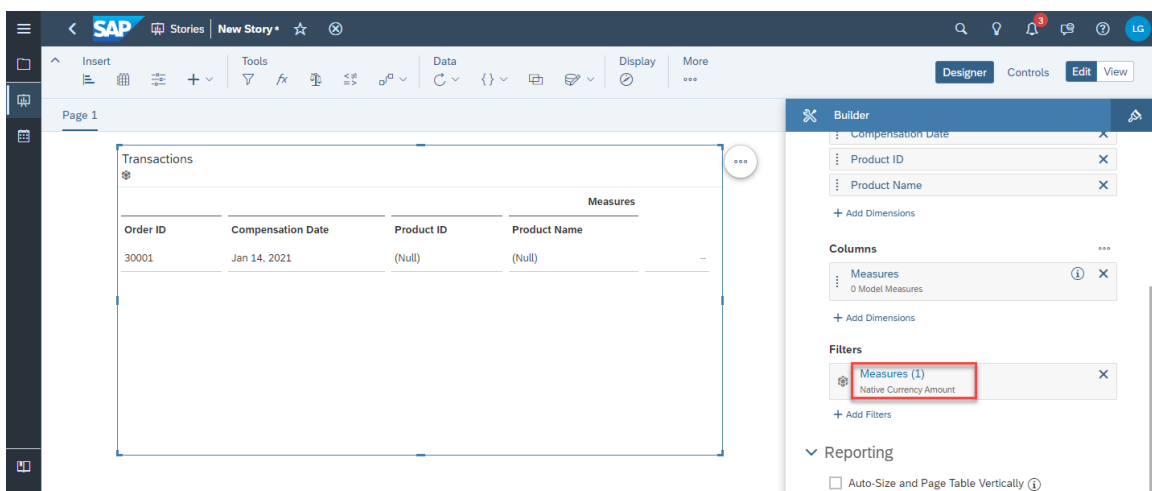 SAP Stories New Story* 3 LG
Insert Tools Data Display More
fx {}
Designer Controls Edit View
Page 1
Builder
Transactions
Measures
Order ID Compensation Date Product ID Product Name
30001 Jan 14, 2021 (Null) (Null) –
Compensation Date
Product ID
Product Name
+ Add Dimensions
Columns
Measures
0 Model Measures
+ Add Dimensions
Filters
Measures (1)
Native Currency Amount
+ Add Filters
Reporting
Auto-Size and Page Table Vertically